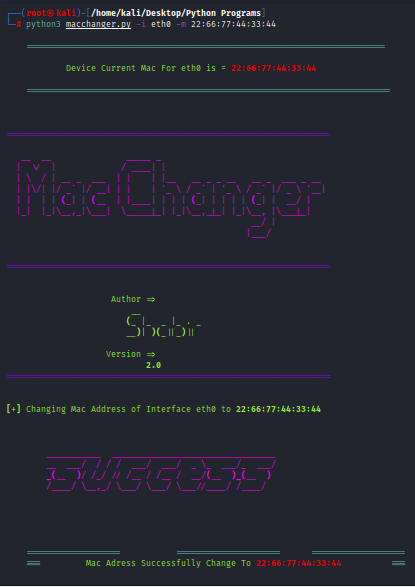 (root㉿kali)-[/home/kali/Desktop/Python Programs]
# python3 macchanger.py -i eth0 -m 22:66:77:44:33:44
Device Current Mac For eth0 is = 22:66:77:44:33:44
Mac Changer
Author =>
Version =>
2.0
[+] Changing Mac Address of Interface eth0 to 22:66:77:44:33:44
success
Mac Adress Successfully Change To 22:66:77:44:33:44